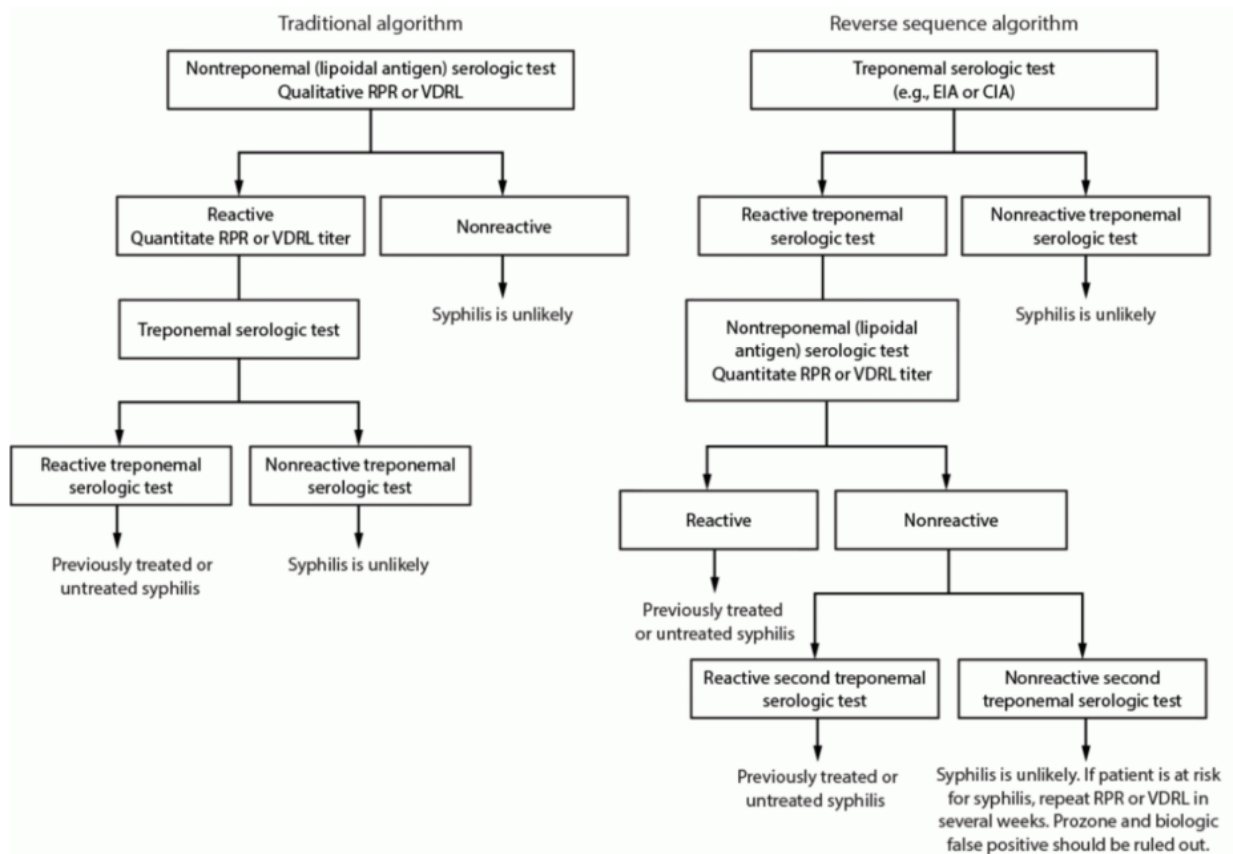 Traditional algorithm
Nontreponemal (lipoidal antigen) serologic test
Qualitative RPR or VDRL
Reactive
Quantitate RPR or VDRL titer
Nonreactive
Syphilis is unlikely
Treponemal serologic test
Reactive treponemal
serologic test
Nonreactive treponemal
serologic test
Previously treated or
untreated syphilis
Syphilis is unlikely
Reverse sequence algorithm
Treponemal serologic test
(e.g., EIA or CIA)
Reactive treponemal
serologic test
Nonreactive treponemal
serologic test
Syphilis is unlikely
Nontreponemal (lipoidal
antigen) serologic test
Quantitate RPR or VDRL titer
Reactive
Nonreactive
Previously treated
or untreated syphilis
Reactive second treponemal
serologic test
Nonreactive second
treponemal serologic test
Previously treated or
untreated syphilis
Syphilis is unlikely. If patient is at risk
for syphilis, repeat RPR or VDRL in
several weeks. Prozone and biologic
false positive should be ruled out.